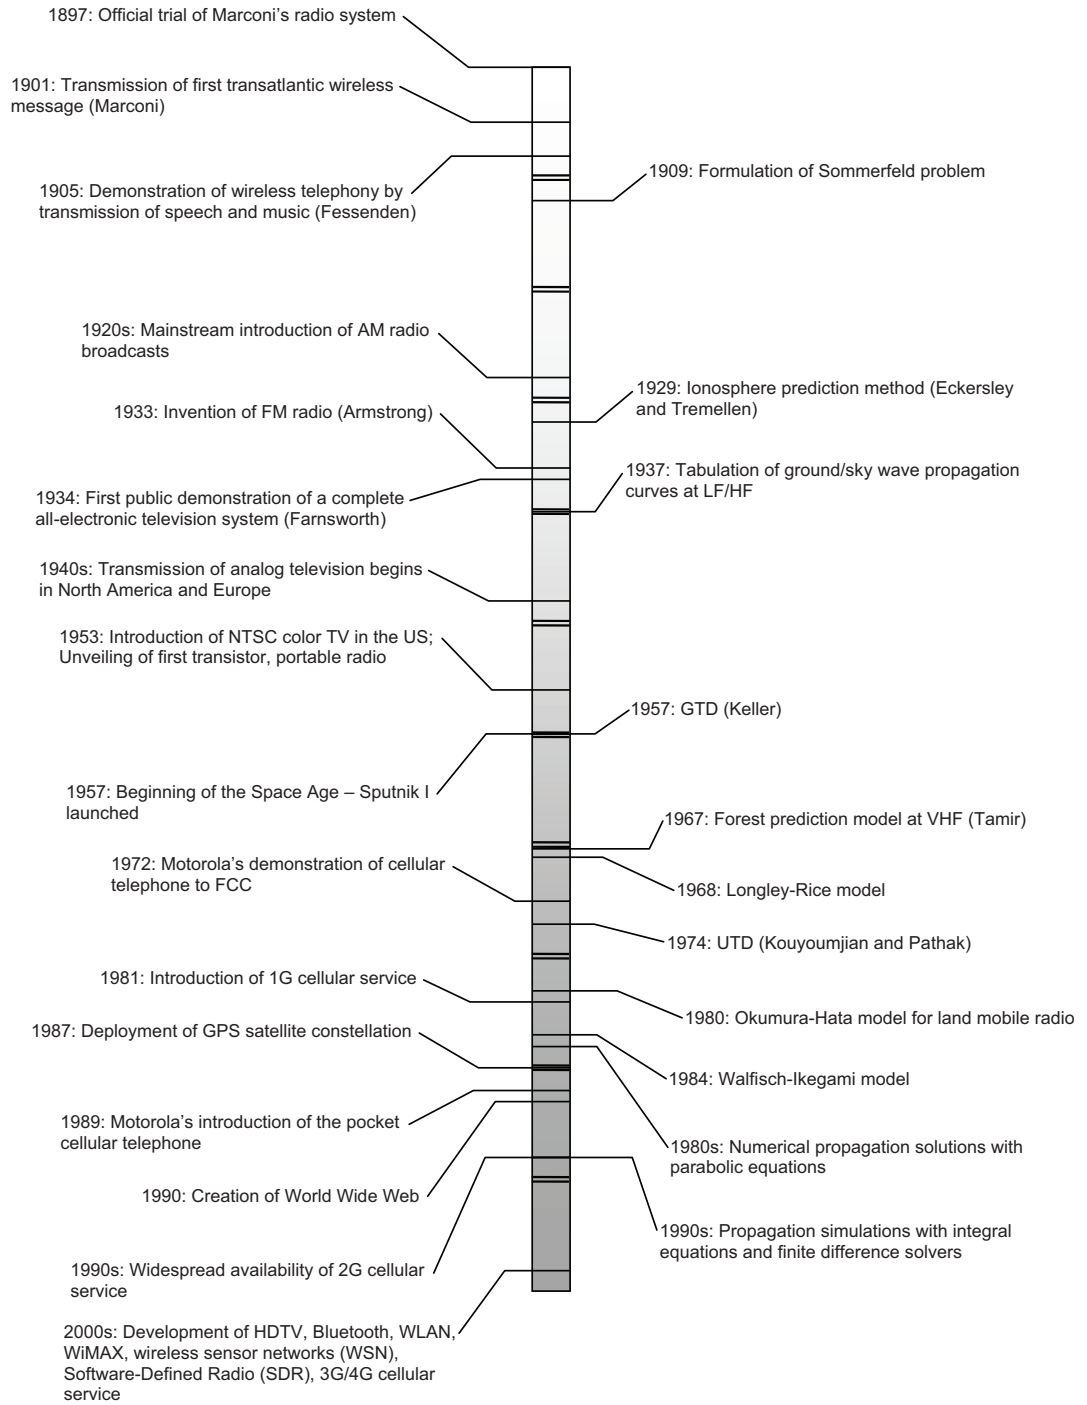 1897: Official trial of Marconi's radio system
1901: Transmission of first transatlantic wireless
message (Marconi)
1905: Demonstration of wireless telephony by
transmission of speech and music (Fessenden)
1909: Formulation of Sommerfeld problem
1920s: Mainstream introduction of AM radio
broadcasts
1929: Ionosphere prediction method (Eckersley
and Tremellen)
1933: Invention of FM radio (Armstrong)
1937: Tabulation of ground/sky wave propagation
curves at LF/HF
1934: First public demonstration of a complete
all-electronic television system (Farnsworth)
1940s: Transmission of analog television begins
in North America and Europe
1953: Introduction of NTSC color TV in the US;
Unveiling of first transistor, portable radio
1957: GTD (Keller)
1957: Beginning of the Space Age – Sputnik I
launched
1967: Forest prediction model at VHF (Tamir)
1972: Motorola's demonstration of cellular
telephone to FCC
1968: Longley-Rice model
1974: UTD (Kouyoumjian and Pathak)
1981: Introduction of 1G cellular service
1980: Okumura-Hata model for land mobile radio
1987: Deployment of GPS satellite constellation
1984: Walfisch-Ikegami model
1989: Motorola's introduction of the pocket
cellular telephone
1980s: Numerical propagation solutions with
parabolic equations
1990: Creation of World Wide Web
1990s: Propagation simulations with integral
equations and finite difference solvers
1990s: Widespread availability of 2G cellular
service
2000s: Development of HDTV, Bluetooth, WLAN,
WiMAX, wireless sensor networks (WSN),
Software-Defined Radio (SDR), 3G/4G cellular
service